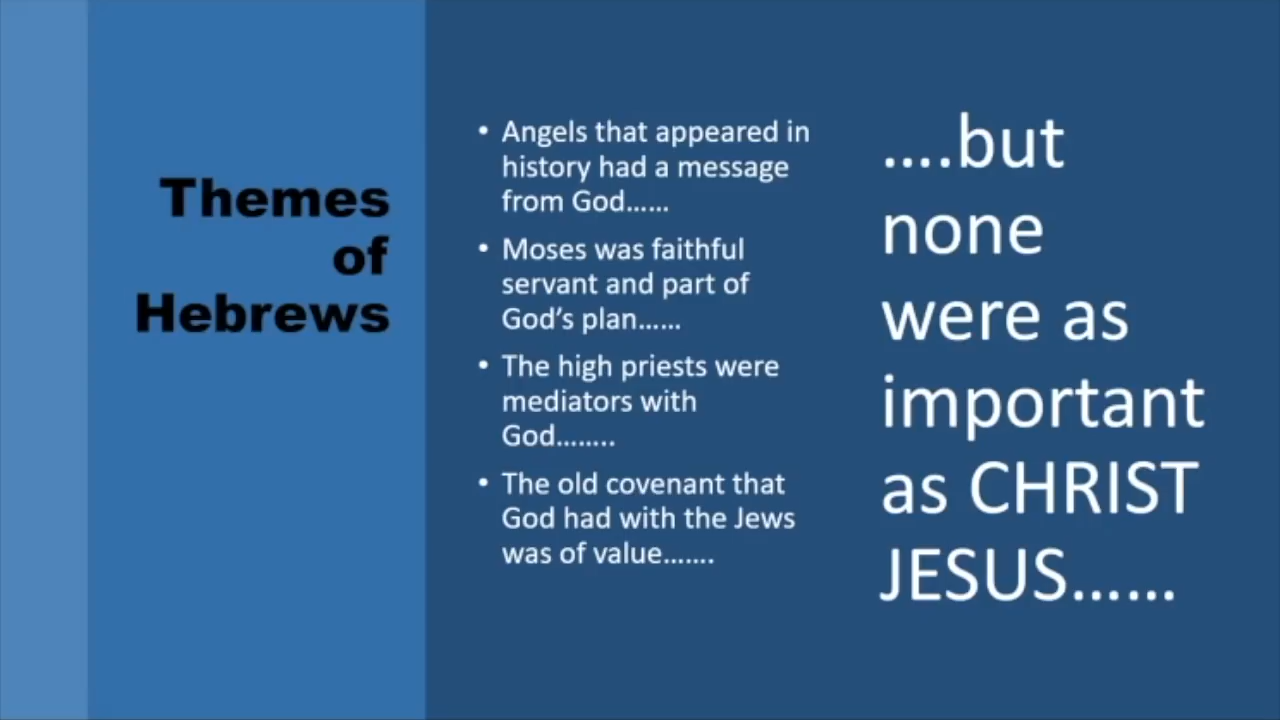 Themes
of
Hebrews
• Angels that appeared in
history had a message
from God......
• Moses was faithful
servant and part of
God's plan......
• The high priests were
mediators with
God........
• The old covenant that
God had with the Jews
was of value.......
....but
none
were as
important
as CHRIST
JESUS......